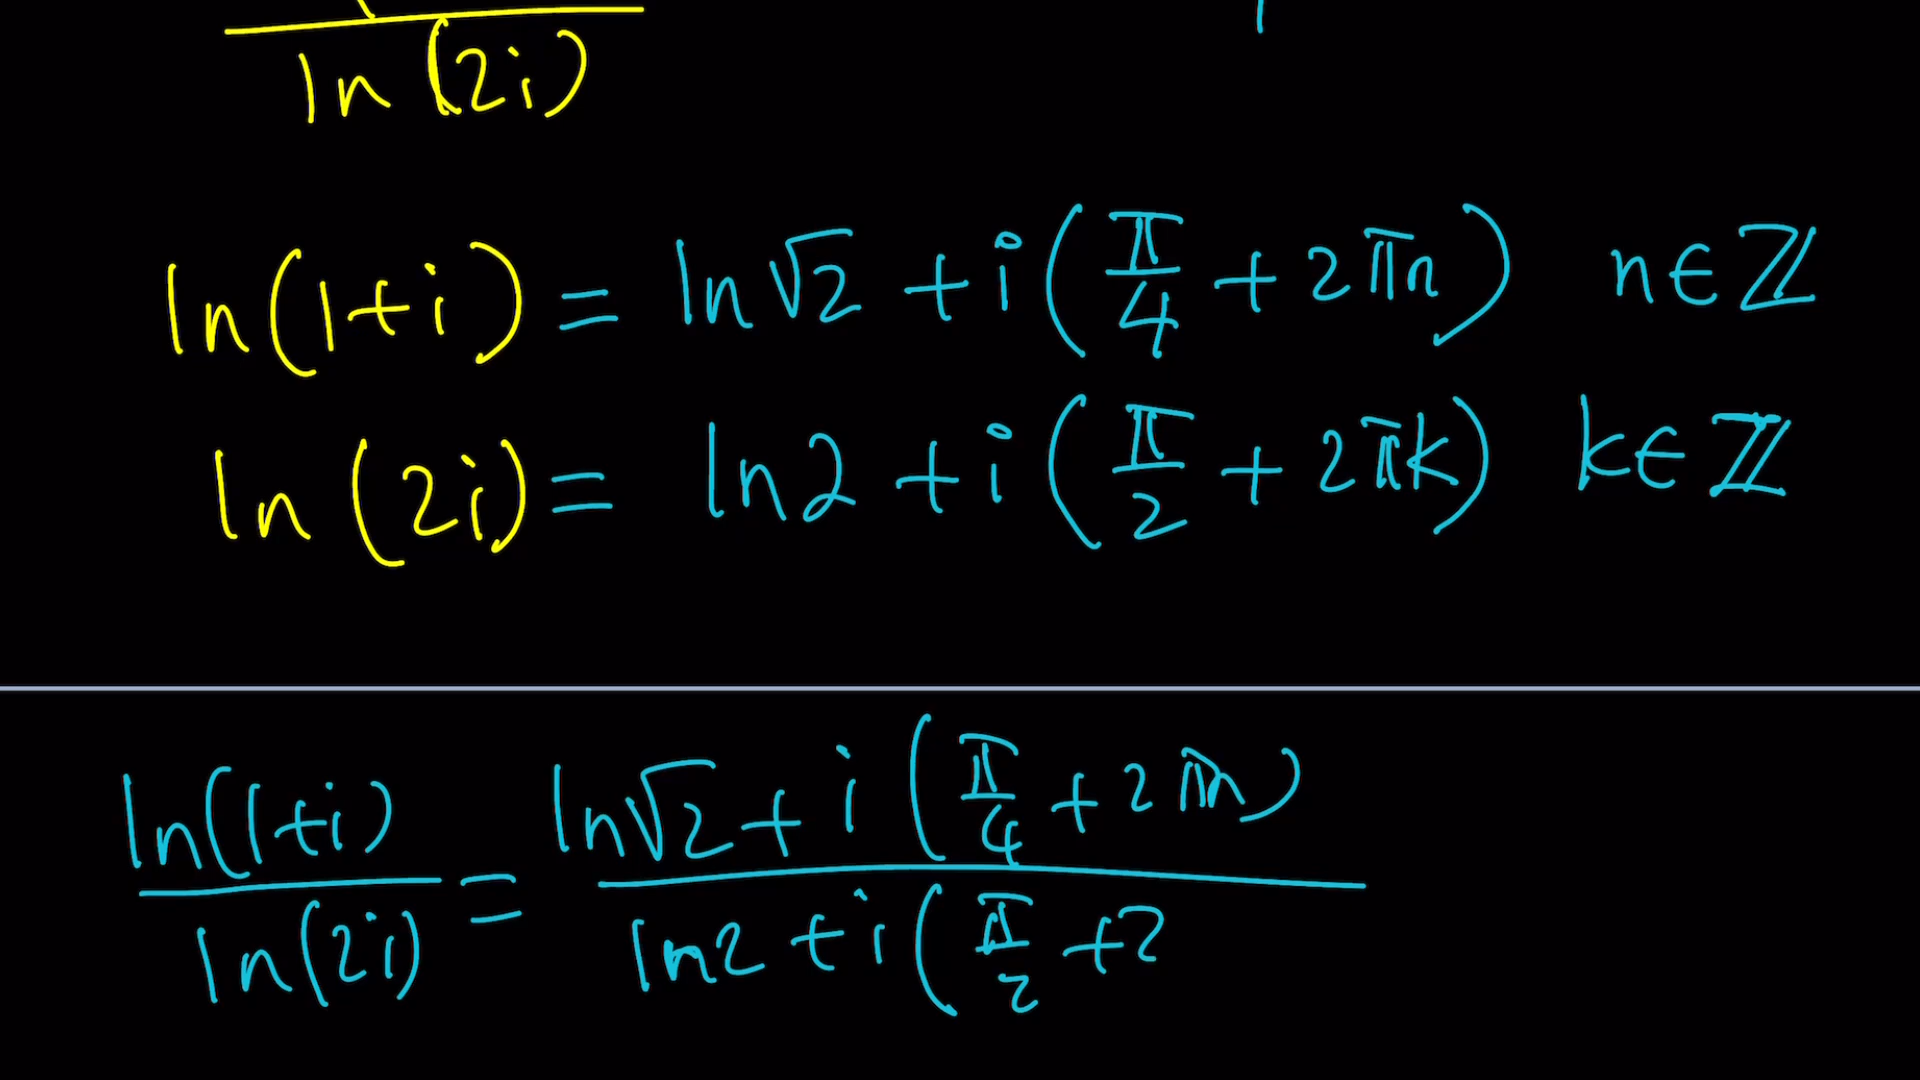 ln(2i)
ln(1+i) = ln√2 + i(π/4 + 2πn) n∈ℤ
ln(2i) = ln2 + i(π/2 + 2πk) k∈ℤ
ln(1+i) / ln(2i) = ln√2 + i(π/4 + 2πn) / ln2 + i(π/2 + 2